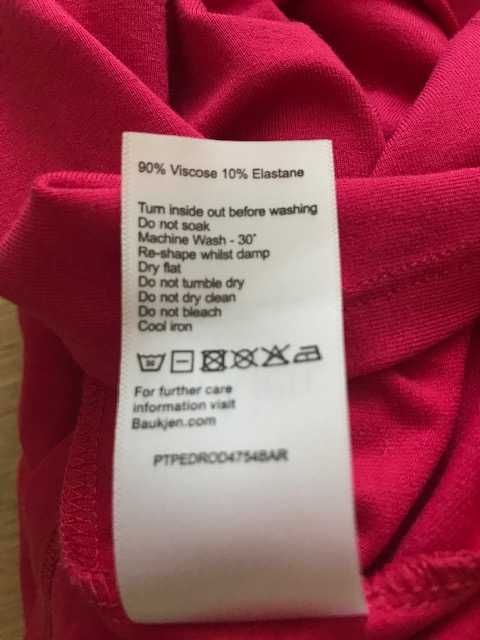 90% Viscose 10% Elastane
Turn inside out before washing
Do not soak
Machine Wash - 30°
Re-shape whilst damp
Dry flat
Do not tumble dry
Do not dry clean
Do not bleach
Cool iron
30
For further care
information visit
Baukjen.com
PTPEDROD4754BAR